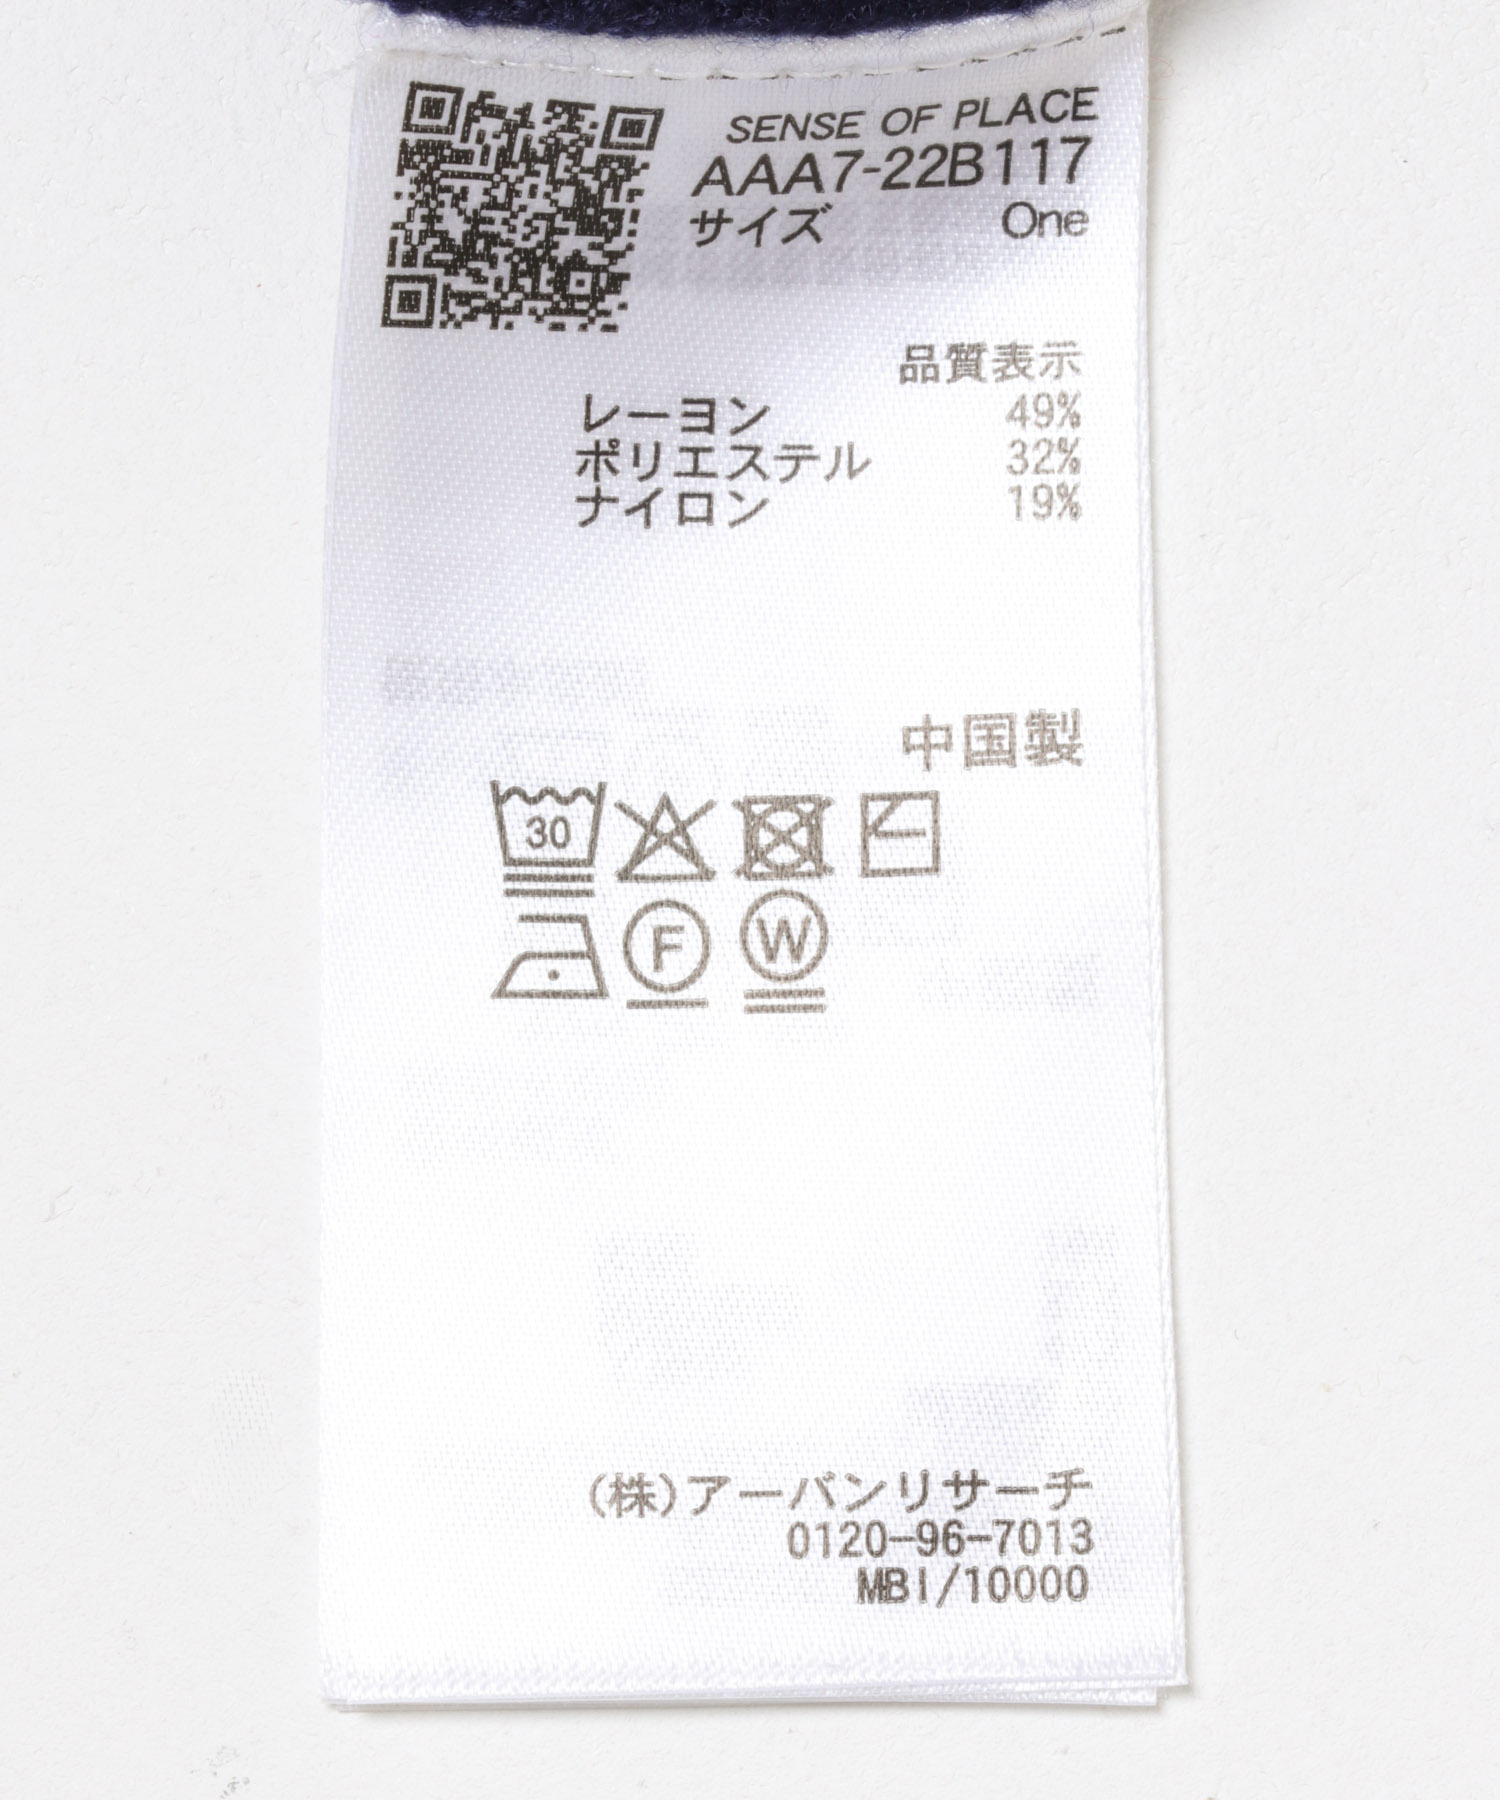 SENSE OF PLACE
AAA7-22B117
サイズ One
品質表示
レーヨン 49%
ポリエステル 32%
ナイロン 19%
中国製
30
F W
(株)アーバンリサーチ
0120-96-7013
MBI/10000